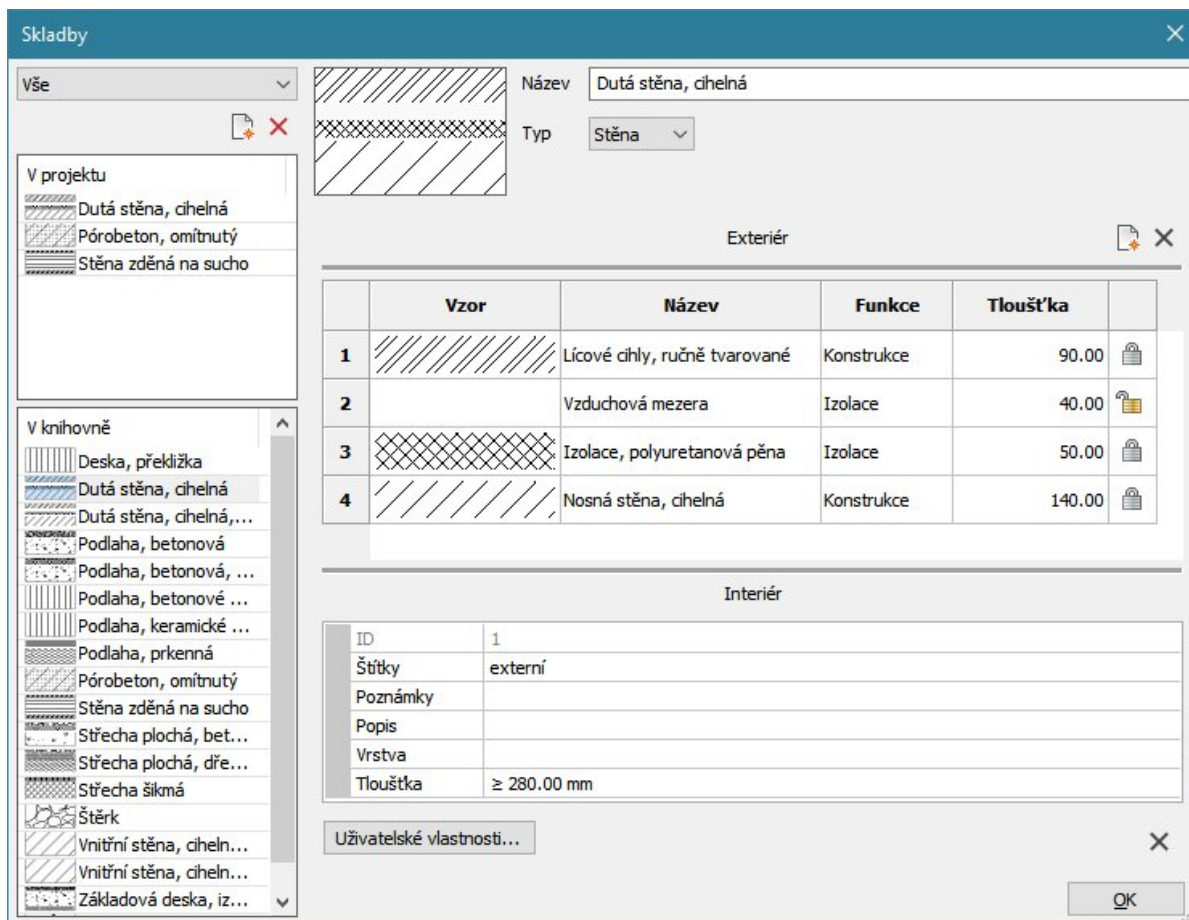 Skladby
Vše
Název Dutá stěna, cihelná
Typ Stěna
V projektu
Dutá stěna, cihelná
Pórobeton, omítnutý
Stěna zděná na sucho
V knihovně
Deska, překližka
Dutá stěna, cihelná
Dutá stěna, cihelná,...
Podlaha, betonová
Podlaha, betonová, ...
Podlaha, betonové ...
Podlaha, keramické ...
Podlaha, prkenná
Pórobeton, omítnutý
Stěna zděná na sucho
Střecha plochá, bet...
Střecha plochá, dře...
Střecha šikmá
Štěrk
Vnitřní stěna, ciheln...
Vnitřní stěna, ciheln...
Základová deska, iz...
Exteriér
Vzor Název Funkce Tloušťka
1 Lícové cihly, ručně tvarované Konstrukce 90.00
2 Vzduchová mezera Izolace 40.00
3 Izolace, polyuretanová pěna Izolace 50.00
4 Nosná stěna, cihelná Konstrukce 140.00
Interiér
ID 1
Štítky externí
Poznámky
Popis
Vrstva
Tloušťka ≥ 280.00 mm
Uživatelské vlastnosti...
OK